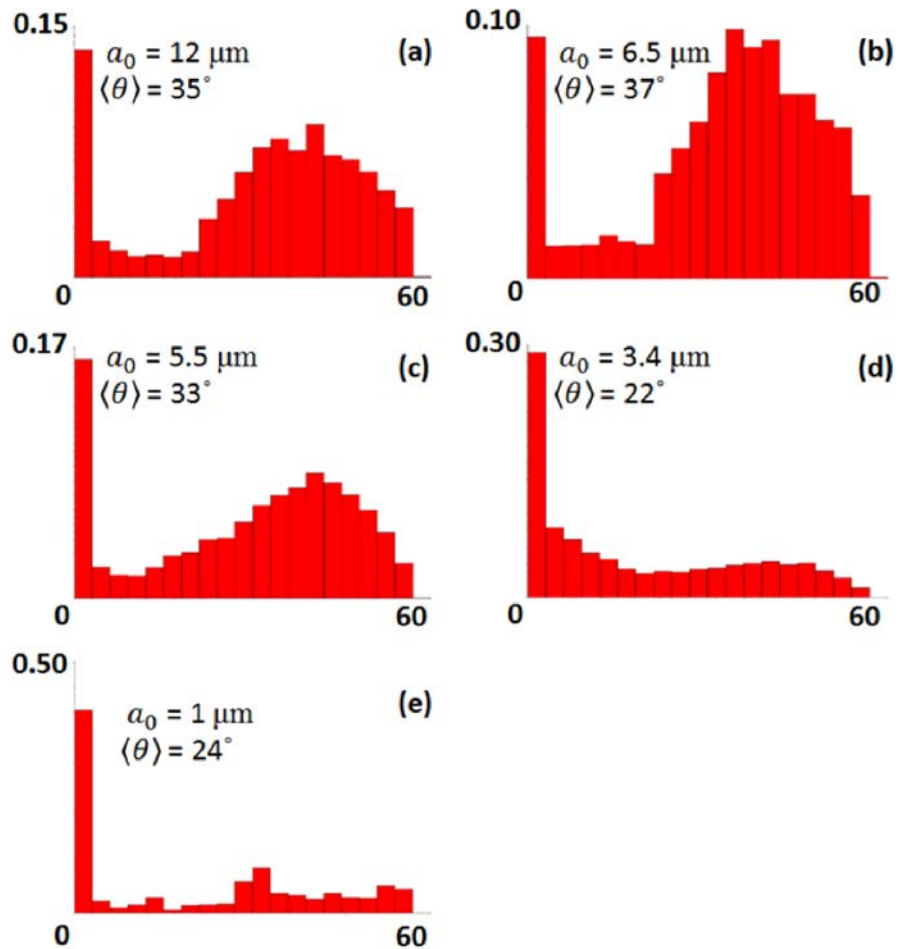 0.15
a₀ = 12 μm
⟨θ⟩ = 35°
(a)
0
60
0.10
a₀ = 6.5 μm
⟨θ⟩ = 37°
(b)
0
60
0.17
a₀ = 5.5 μm
⟨θ⟩ = 33°
(c)
0
60
0.30
a₀ = 3.4 μm
⟨θ⟩ = 22°
(d)
0
60
0.50
a₀ = 1 μm
⟨θ⟩ = 24°
(e)
0
60